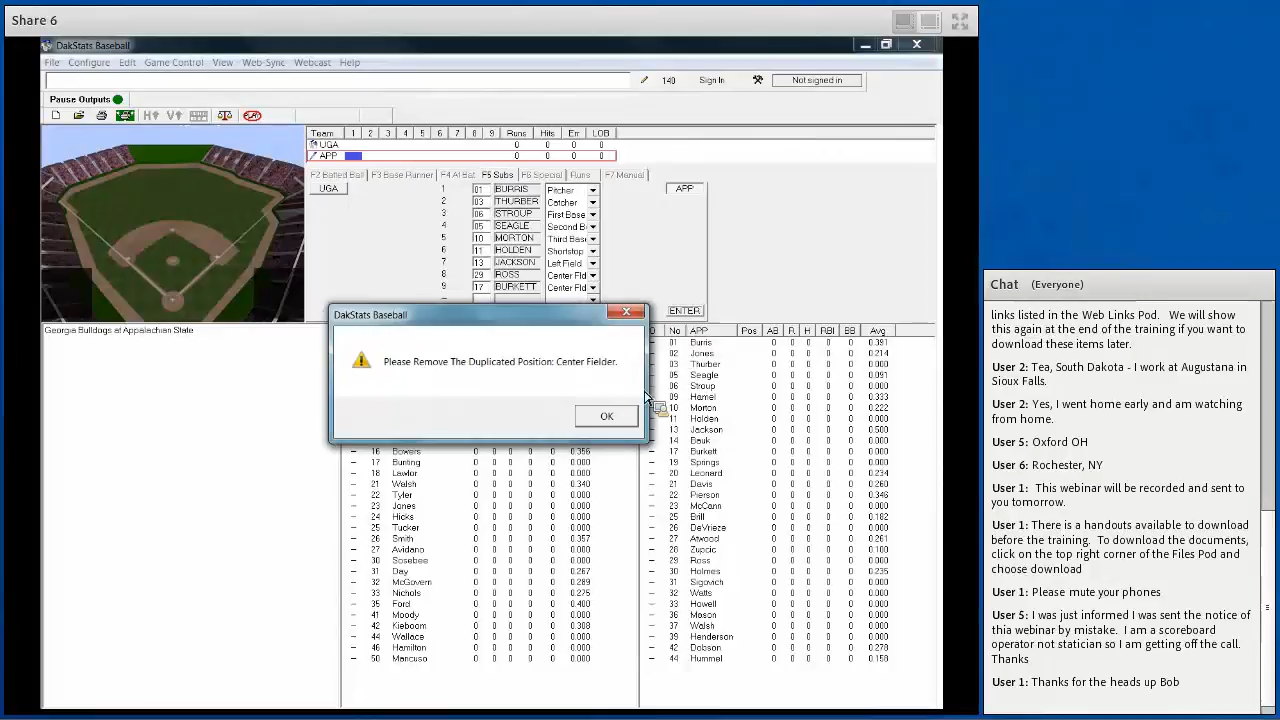 Share 6
DakStats Baseball
File Configure Edit Game Control View Web-Sync Webcast Help
140 Sign In Not signed in
Pause Outputs
Team 1 2 3 4 5 6 7 8 9 Runs Hits Err LOB
UGA 0 0 0 0
APP 0 0 0 0
F2 Batted Ball F3 Base Runner F4 At Bat F5 Subs F6 Special Runs F7 Manual
UGA 1 01 BURRIS Pitcher APP
2 03 THURBER Catcher
3 06 STROUP First Base
4 05 SEAGLE Second B
5 10 MORTON Third Base
6 11 HOLDEN Shortstop
7 13 JACKSON Left Field
8 29 ROSS Center Fld
9 17 BURKETT Center Fld
ENTER
DakStats Baseball
Please Remove The Duplicated Position: Center Fielder.
OK
Georgia Bulldogs at Appalachian State
16 Bowers 0 0 0 0 0 0.356
17 Bunting 0 0 0 0 0 0.000
18 Lawlor 0 0 0 0 0 0.000
21 Walsh 0 0 0 0 0 0.340
22 Tyler 0 0 0 0 0 0.000
23 Jones 0 0 0 0 0 0.000
24 Hicks 0 0 0 0 0 0.000
25 Tucker 0 0 0 0 0 0.000
26 Smith 0 0 0 0 0 0.357
27 Avidano 0 0 0 0 0 0.000
30 Sosebee 0 0 0 0 0 0.000
31 Day 0 0 0 0 0 0.267
32 McGovern 0 0 0 0 0 0.289
33 Nichols 0 0 0 0 0 0.275
35 Ford 0 0 0 0 0 0.400
41 Moody 0 0 0 0 0 0.000
42 Kieboom 0 0 0 0 0 0.308
44 Wallace 0 0 0 0 0 0.000
46 Hamilton 0 0 0 0 0 0.000
50 Mancuso 0 0 0 0 0 0.000
No APP Pos AB R H RBI BB Avg
01 Burris 0 0 0 0 0 0.391
02 Jones 0 0 0 0 0 0.214
03 Thurber 0 0 0 0 0 0.000
05 Seagle 0 0 0 0 0 0.091
06 Stroup 0 0 0 0 0 0.000
09 Hamel 0 0 0 0 0 0.333
10 Morton 0 0 0 0 0 0.222
11 Holden 0 0 0 0 0 0.000
13 Jackson 0 0 0 0 0 0.500
14 Bauk 0 0 0 0 0 0.000
17 Burkett 0 0 0 0 0 0.000
19 Springs 0 0 0 0 0 0.000
20 Leonard 0 0 0 0 0 0.234
21 Davis 0 0 0 0 0 0.260
22 Pierson 0 0 0 0 0 0.346
23 McCann 0 0 0 0 0 0.000
25 Brill 0 0 0 0 0 0.182
26 DeVrieze 0 0 0 0 0 0.000
27 Atwood 0 0 0 0 0 0.261
28 Zupcic 0 0 0 0 0 0.100
29 Ross 0 0 0 0 0 0.000
30 Holmes 0 0 0 0 0 0.235
31 Sigovich 0 0 0 0 0 0.000
32 Watts 0 0 0 0 0 0.000
33 Howell 0 0 0 0 0 0.000
36 Moson 0 0 0 0 0 0.000
37 Walsh 0 0 0 0 0 0.000
39 Henderson 0 0 0 0 0 0.000
42 Dobson 0 0 0 0 0 0.278
44 Hummel 0 0 0 0 0 0.158
Chat (Everyone)
links listed in the Web Links Pod. We will show
this again at the end of the training if you want to
download these items later.
User 2: Tea, South Dakota - I work at Augustana in
Sioux Falls.
User 2: Yes, I went home early and am watching
from home.
User 5: Oxford OH
User 6: Rochester, NY
User 1: This webinar will be recorded and sent to
you tomorrow.
User 1: There is a handouts available to download
before the training. To download the documents,
click on the top right corner of the Files Pod and
choose download
User 1: Please mute your phones
User 5: I was just informed I was sent the notice of
thia webinar by mistake. I am a scoreboard
operator not statician so I am getting off the call.
Thanks
User 1: Thanks for the heads up Bob